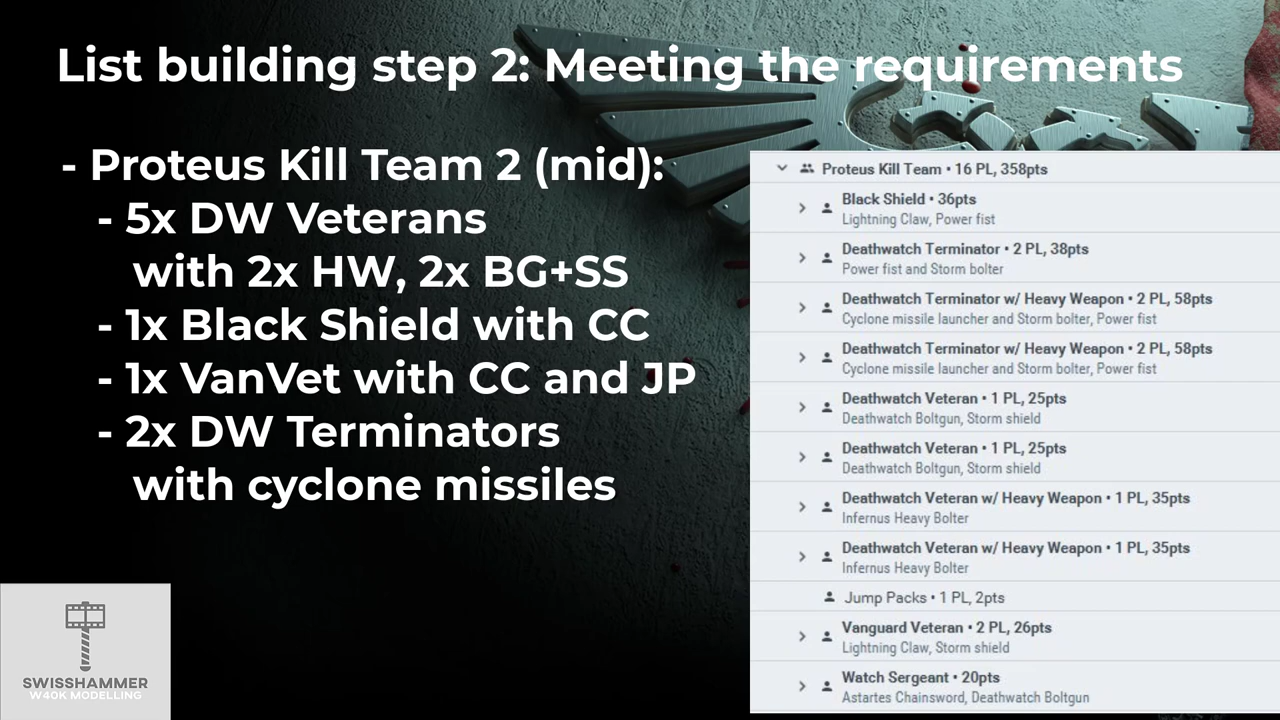 List building step 2: Meeting the requirements
- Proteus Kill Team 2 (mid):
- 5x DW Veterans
with 2x HW, 2x BG+SS
- 1x Black Shield with CC
- 1x VanVet with CC and JP
- 2x DW Terminators
with cyclone missiles
Proteus Kill Team • 16 PL, 358pts
Black Shield • 36pts
Lightning Claw, Power fist
Deathwatch Terminator • 2 PL, 38pts
Power fist and Storm bolter
Deathwatch Terminator w/ Heavy Weapon • 2 PL, 58pts
Cyclone missile launcher and Storm bolter, Power fist
Deathwatch Terminator w/ Heavy Weapon • 2 PL, 58pts
Cyclone missile launcher and Storm bolter, Power fist
Deathwatch Veteran • 1 PL, 25pts
Deathwatch Boltgun, Storm shield
Deathwatch Veteran • 1 PL, 25pts
Deathwatch Boltgun, Storm shield
Deathwatch Veteran w/ Heavy Weapon • 1 PL, 35pts
Infernus Heavy Bolter
Deathwatch Veteran w/ Heavy Weapon • 1 PL, 35pts
Infernus Heavy Bolter
Jump Packs • 1 PL, 2pts
Vanguard Veteran • 2 PL, 26pts
Lightning Claw, Storm shield
Watch Sergeant • 20pts
Astartes Chainsword, Deathwatch Boltgun
SWISSHAMMER
W40K MODELLING